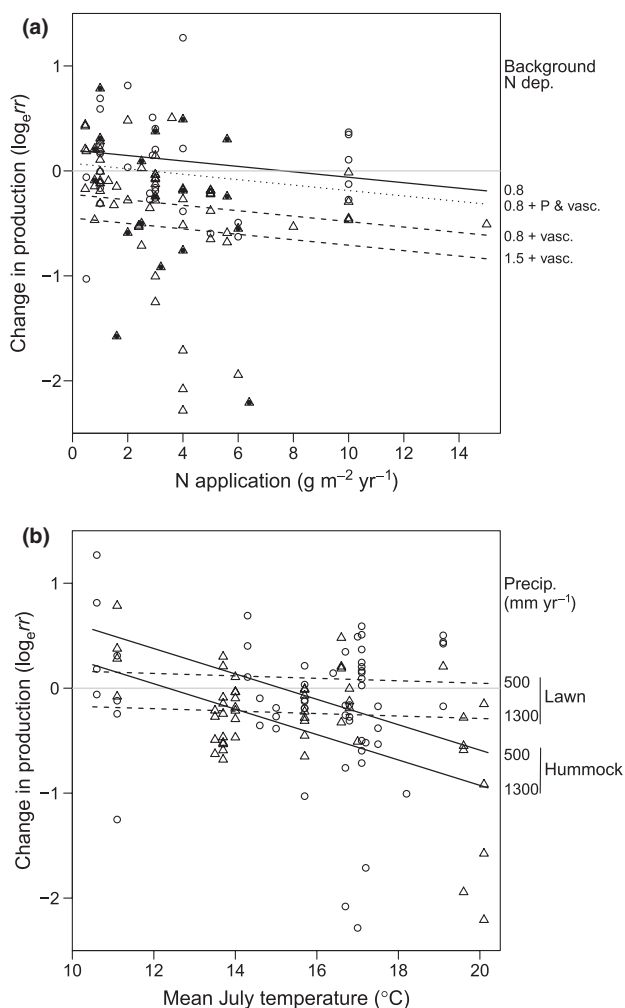 (a)
Background
N dep.
1
0
−1
−2
0.8
0.8 + P & vasc.
0.8 + vasc.
1.5 + vasc.
Change in production (logₑrr)
0 2 4 6 8 10 12 14
N application (g m⁻² yr⁻¹)
(b)
Precip.
(mm yr⁻¹)
1
0
−1
−2
500
1300
Lawn
500
1300
Hummock
Change in production (logₑrr)
10 12 14 16 18 20
Mean July temperature (°C)